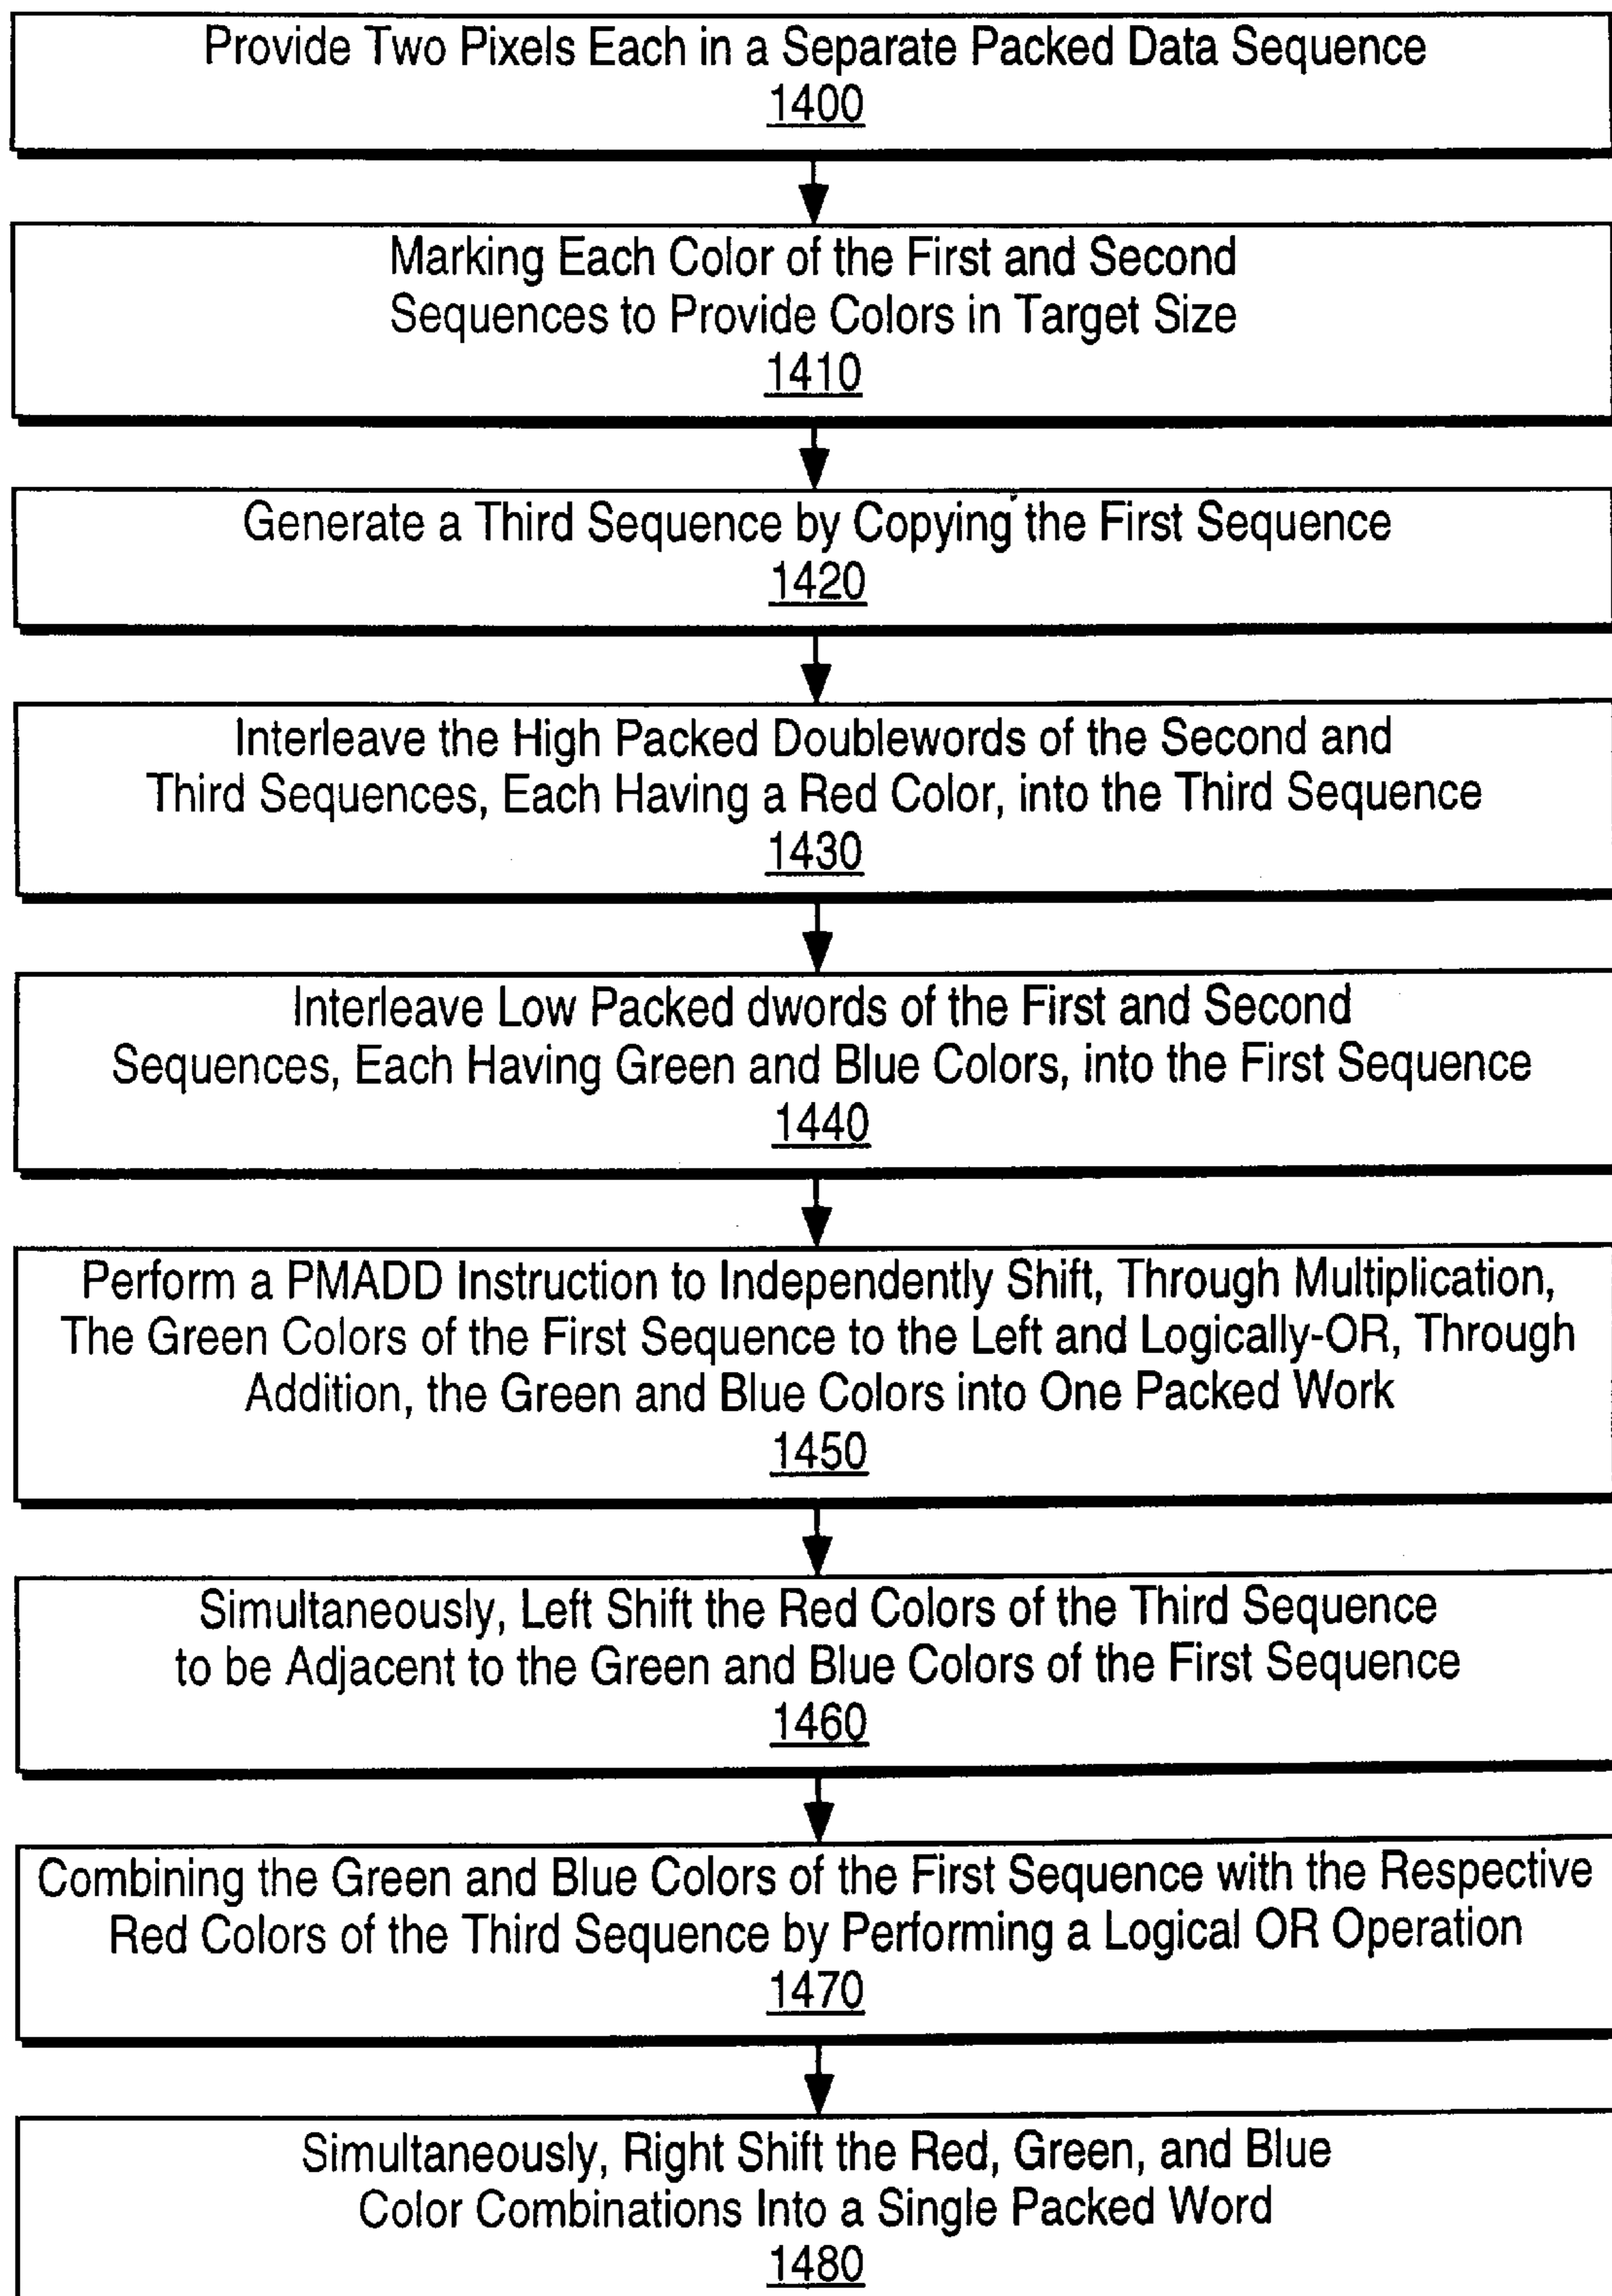 Provide Two Pixels Each in a Separate Packed Data Sequence
1400
Marking Each Color of the First and Second
Sequences to Provide Colors in Target Size
1410
Generate a Third Sequence by Copying the First Sequence
1420
Interleave the High Packed Doublewords of the Second and
Third Sequences, Each Having a Red Color, into the Third Sequence
1430
Interleave Low Packed dwords of the First and Second
Sequences, Each Having Green and Blue Colors, into the First Sequence
1440
Perform a PMADD Instruction to Independently Shift, Through Multiplication,
The Green Colors of the First Sequence to the Left and Logically-OR, Through
Addition, the Green and Blue Colors into One Packed Work
1450
Simultaneously, Left Shift the Red Colors of the Third Sequence
to be Adjacent to the Green and Blue Colors of the First Sequence
1460
Combining the Green and Blue Colors of the First Sequence with the Respective
Red Colors of the Third Sequence by Performing a Logical OR Operation
1470
Simultaneously, Right Shift the Red, Green, and Blue
Color Combinations Into a Single Packed Word
1480